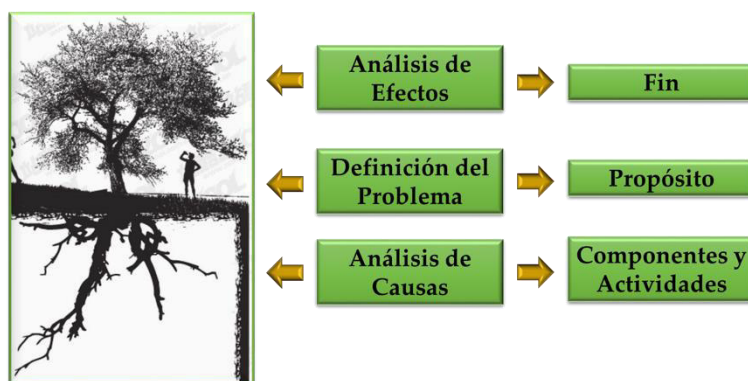 Análisis de
Efectos
Fin
Definición del
Problema
Propósito
Análisis de
Causas
Componentes y
Actividades